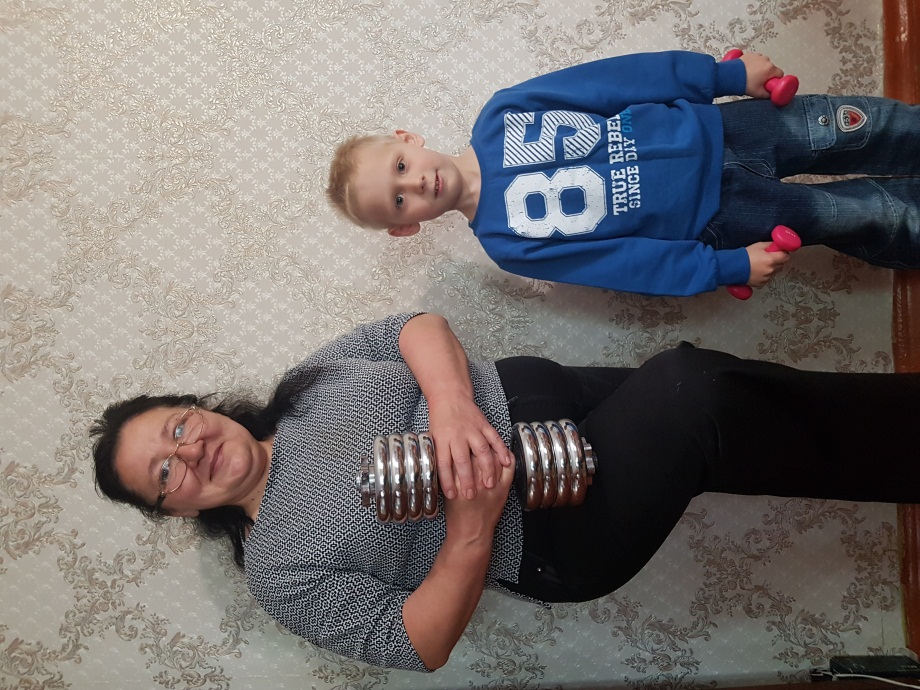 85
TRUE REBEL
SINCE DIY